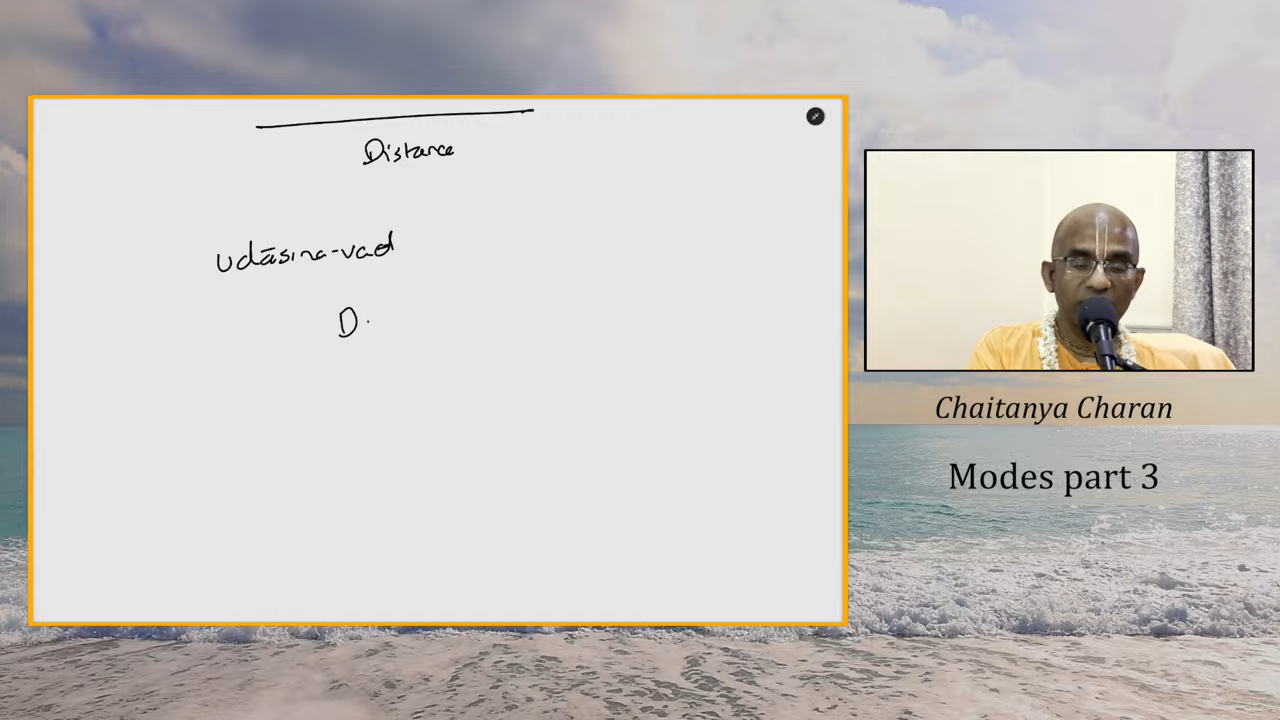 Distance
udāsina-vad
D.
Chaitanya Charan
Modes part 3